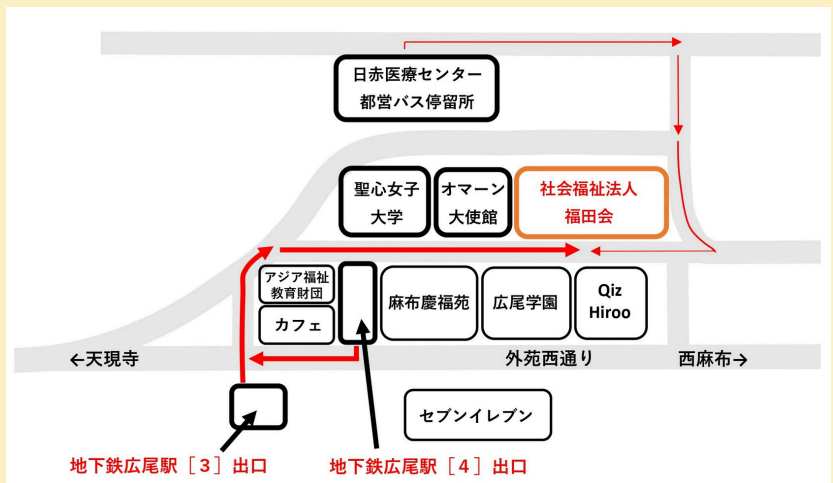 日赤医療センター
都営バス停留所
聖心女子
大学
オマーン
大使館
社会福祉法人
福田会
アジア福祉
教育財団
カフェ
麻布慶福苑
広尾学園
Qiz
Hiroo
←天現寺
外苑西通り
西麻布→
セブンイレブン
地下鉄広尾駅［3］出口
地下鉄広尾駅［4］出口